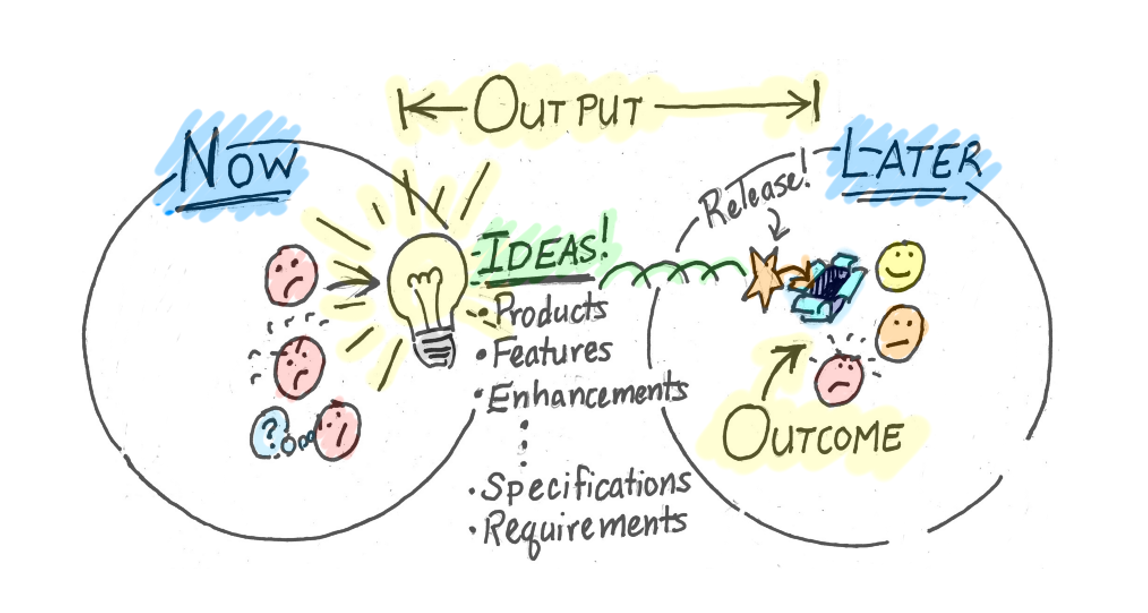 OUTPUT
NOW
LATER
Release!
IDEAS!
• Products
• Features
• Enhancements
• Specifications
• Requirements
?
OUTCOME